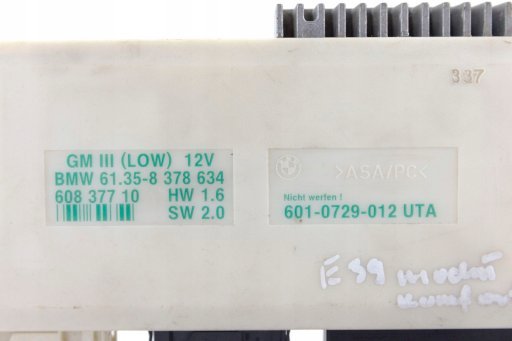 337
GM III (LOW) 12V
BMW 61.35-8 378 634
608 377 10 HW 1.6
SW 2.0
>ASA/PC<
Nicht werfen !
601-0729-012 UTA
E39